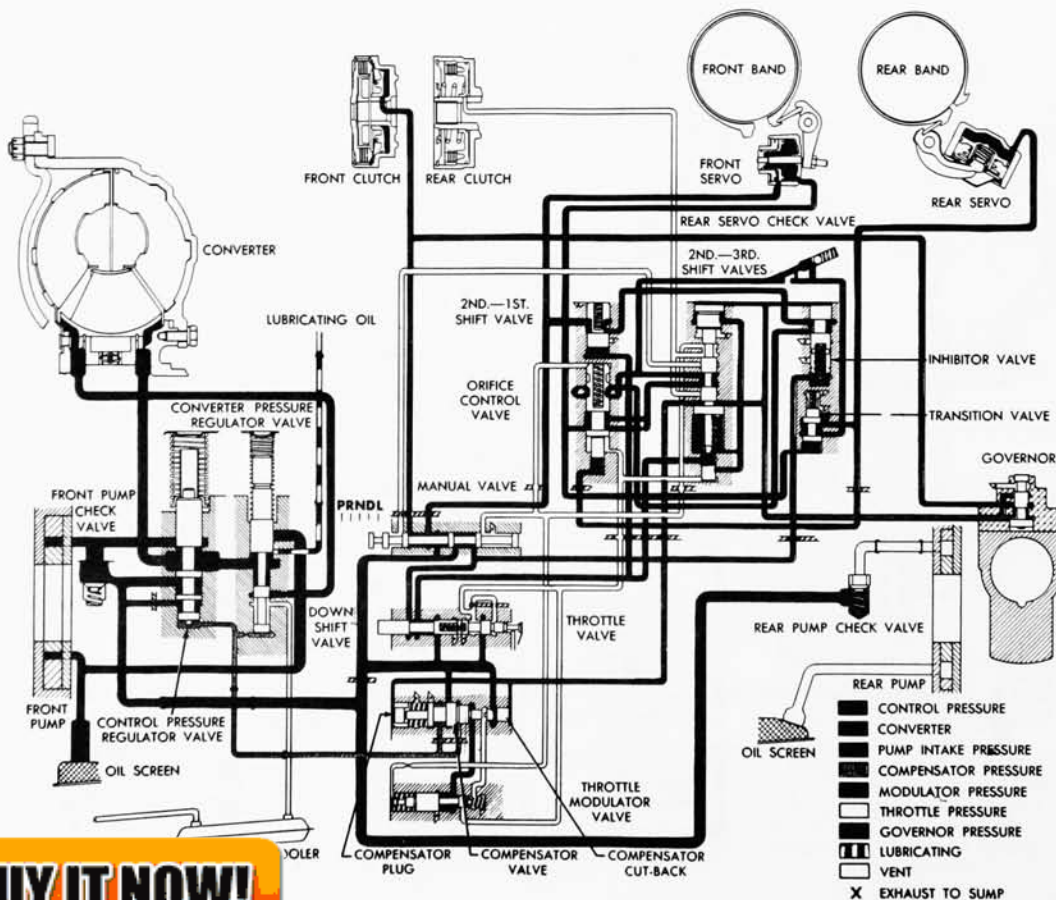 FRONT BAND
REAR BAND
FRONT CLUTCH
REAR CLUTCH
FRONT
SERVO
REAR SERVO
REAR SERVO CHECK VALVE
CONVERTER
2ND.—3RD.
SHIFT VALVES
2ND.—1ST.
SHIFT VALVE
LUBRICATING OIL
INHIBITOR VALVE
ORIFICE
CONTROL
VALVE
CONVERTER PRESSURE
REGULATOR VALVE
TRANSITION VALVE
GOVERNOR
MANUAL VALVE
FRONT PUMP
CHECK
VALVE
PRNDL
DOWN
SHIFT
VALVE
THROTTLE
VALVE
REAR PUMP CHECK VALVE
REAR PUMP
FRONT
PUMP
CONTROL PRESSURE
REGULATOR VALVE
OIL SCREEN
OIL SCREEN
THROTTLE
MODULATOR
VALVE
OOLER
COMPENSATOR
PLUG
COMPENSATOR
VALVE
COMPENSATOR
CUT-BACK
CONTROL PRESSURE
CONVERTER
PUMP INTAKE PRESSURE
COMPENSATOR PRESSURE
MODULATOR PRESSURE
THROTTLE PRESSURE
GOVERNOR PRESSURE
LUBRICATING
VENT
X EXHAUST TO SUMP
UY IT NOW!